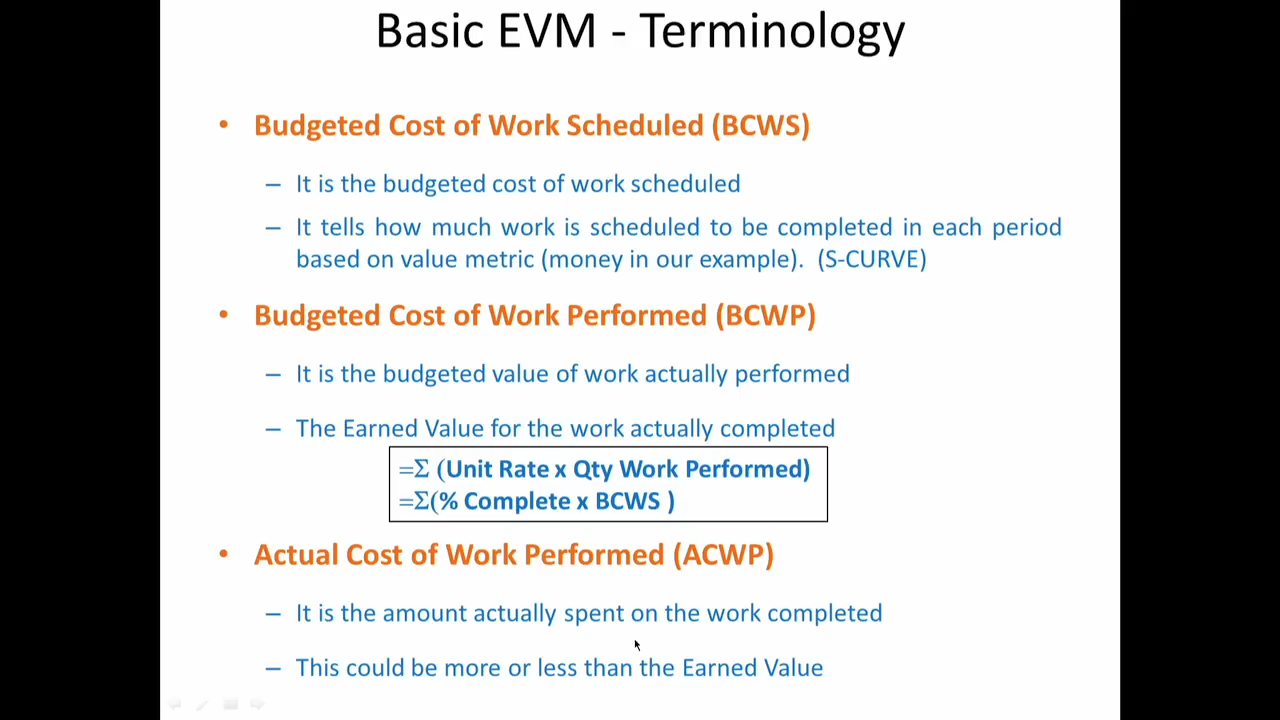 Basic EVM - Terminology
• Budgeted Cost of Work Scheduled (BCWS)
– It is the budgeted cost of work scheduled
– It tells how much work is scheduled to be completed in each period
based on value metric (money in our example). (S-CURVE)
• Budgeted Cost of Work Performed (BCWP)
– It is the budgeted value of work actually performed
– The Earned Value for the work actually completed
=Σ (Unit Rate x Qty Work Performed)
=Σ(% Complete x BCWS )
• Actual Cost of Work Performed (ACWP)
– It is the amount actually spent on the work completed
– This could be more or less than the Earned Value